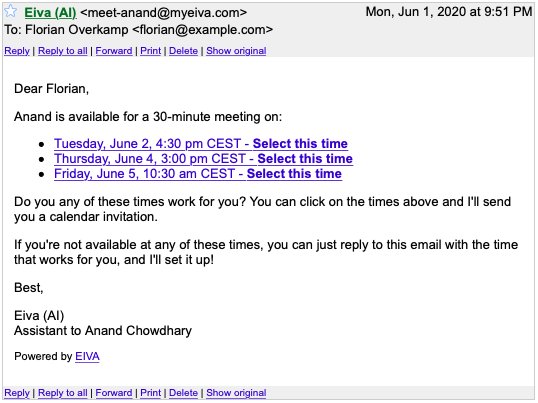 Eiva (AI) <meet-anand@myeiva.com> Mon, Jun 1, 2020 at 9:51 PM
To: Florian Overkamp <florian@example.com>
Reply | Reply to all | Forward | Print | Delete | Show original
Dear Florian,
Anand is available for a 30-minute meeting on:
• Tuesday, June 2, 4:30 pm CEST - Select this time
• Thursday, June 4, 3:00 pm CEST - Select this time
• Friday, June 5, 10:30 am CEST - Select this time
Do you any of these times work for you? You can click on the times above and I'll send
you a calendar invitation.
If you're not available at any of these times, you can just reply to this email with the time
that works for you, and I'll set it up!
Best,
Eiva (AI)
Assistant to Anand Chowdhary
Powered by EIVA
Reply | Reply to all | Forward | Print | Delete | Show original